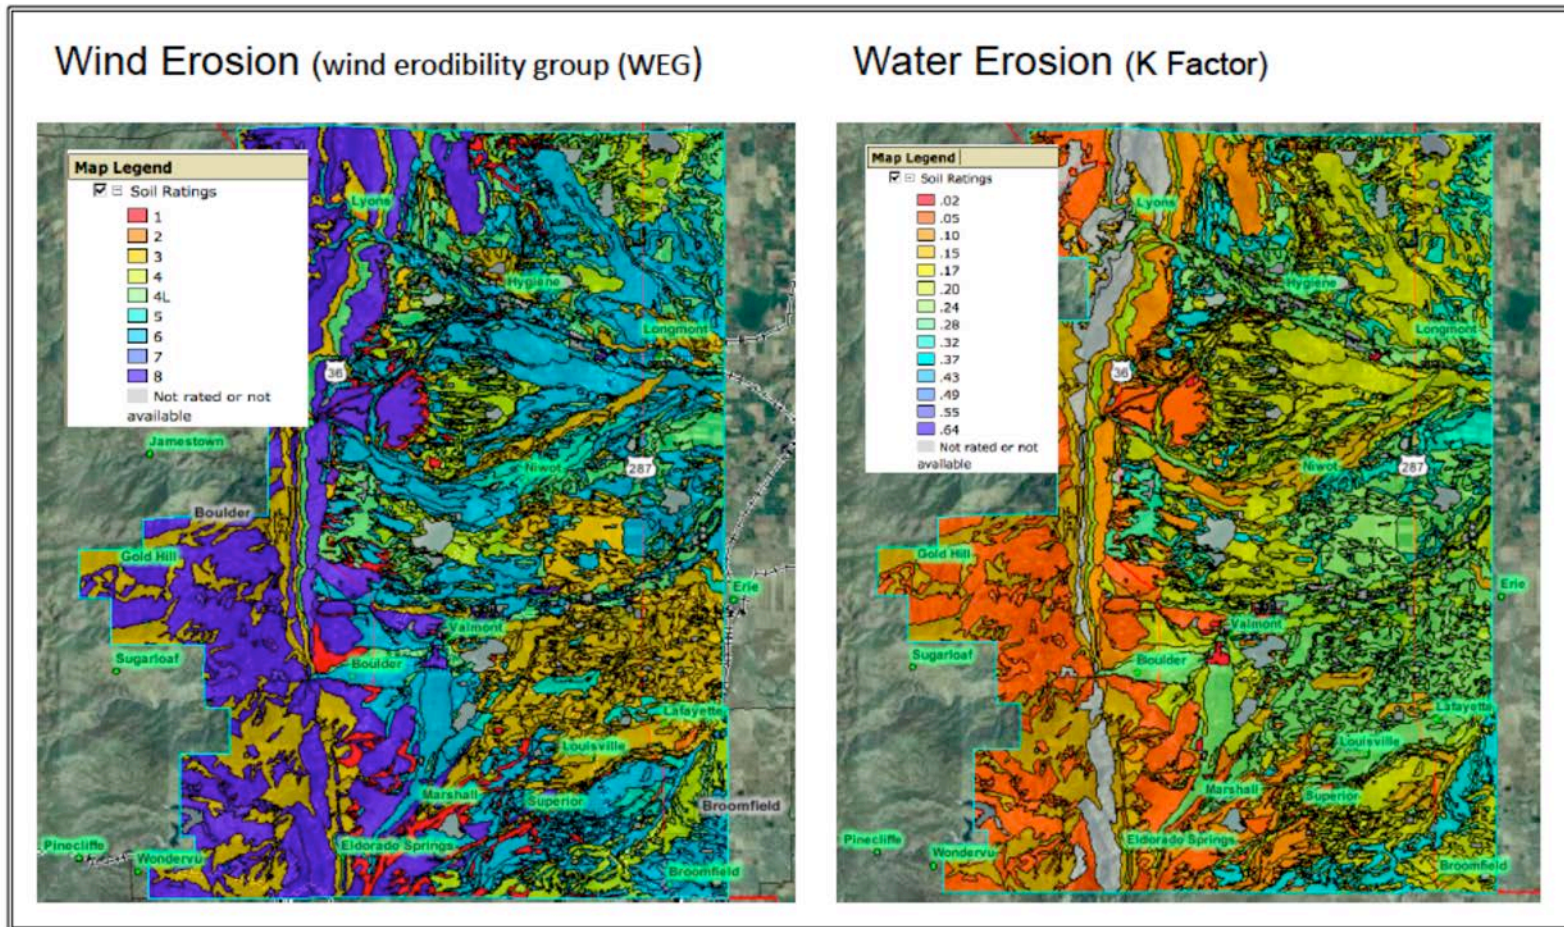 Wind Erosion (wind erodibility group (WEG)
Map Legend
Soil Ratings
1
2
3
4
4L
5
6
7
8
Not rated or not
available
Lyons
Hygiene
Longmont
36
Jamestown
Niwot
287
Boulder
Gold Hill
Erie
Valmont
Sugarloaf
Boulder
Lafayette
Louisville
Marshall
Superior
Broomfield
Eldorado Springs
Pinecliffe
Wondervu
Broomfield
Water Erosion (K Factor)
Map Legend
Soil Ratings
.02
.05
.10
.15
.17
.20
.24
.28
.32
.37
.43
.49
.55
.64
Not rated or not
available
Lyons
Hygiene
Longmont
36
Niwot
287
Gold Hill
Erie
Valmont
Sugarloaf
Boulder
Lafayette
Louisville
Marshall
Superior
Eldorado Springs
Pinecliffe
Wondervu
Broomfield